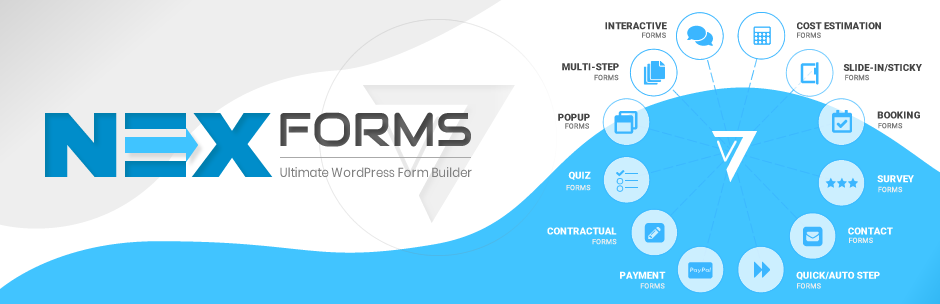 NEX FORMS
Ultimate WordPress Form Builder
INTERACTIVE
FORMS
MULTI-STEP
FORMS
POPUP
FORMS
QUIZ
FORMS
CONTRACTUAL
FORMS
PAYMENT
FORMS
PayPal
COST ESTIMATION
FORMS
SLIDE-IN/STICKY
FORMS
BOOKING
FORMS
SURVEY
FORMS
CONTACT
FORMS
QUICK/AUTO STEP
FORMS
V7